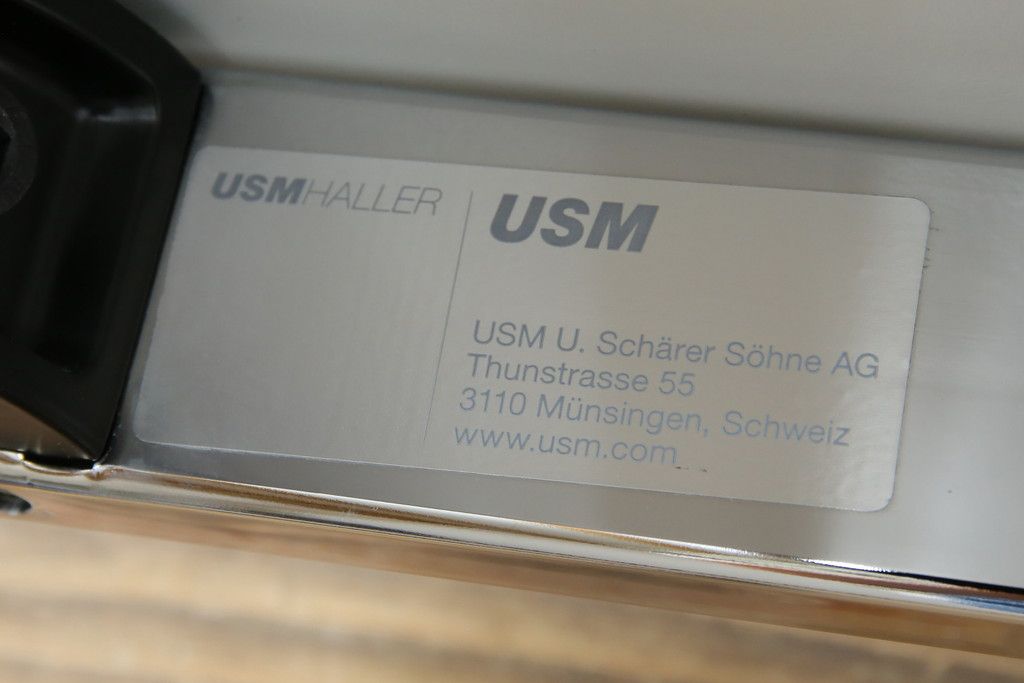 USMHALLER
USM
USM U. Schärer Söhne AG
Thunstrasse 55
3110 Münsingen, Schweiz
www.usm.com